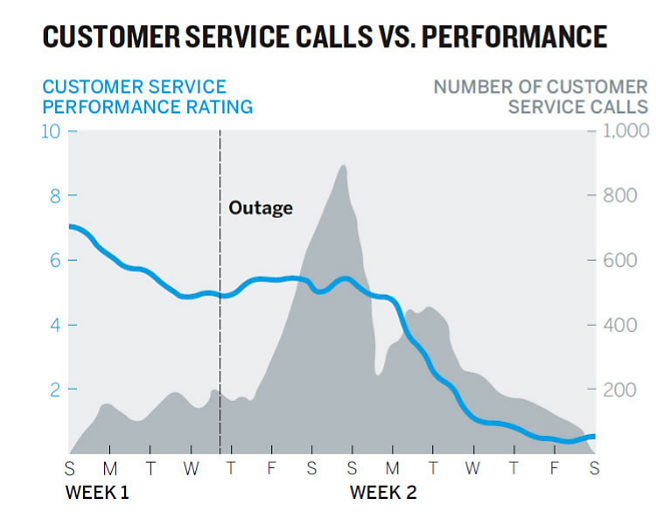 CUSTOMER SERVICE CALLS VS. PERFORMANCE
CUSTOMER SERVICE
PERFORMANCE RATING
NUMBER OF CUSTOMER
SERVICE CALLS
10
1,000
8
800
Outage
6
600
4
400
2
200
S M T W T F S S M T W T F S
WEEK 1 WEEK 2